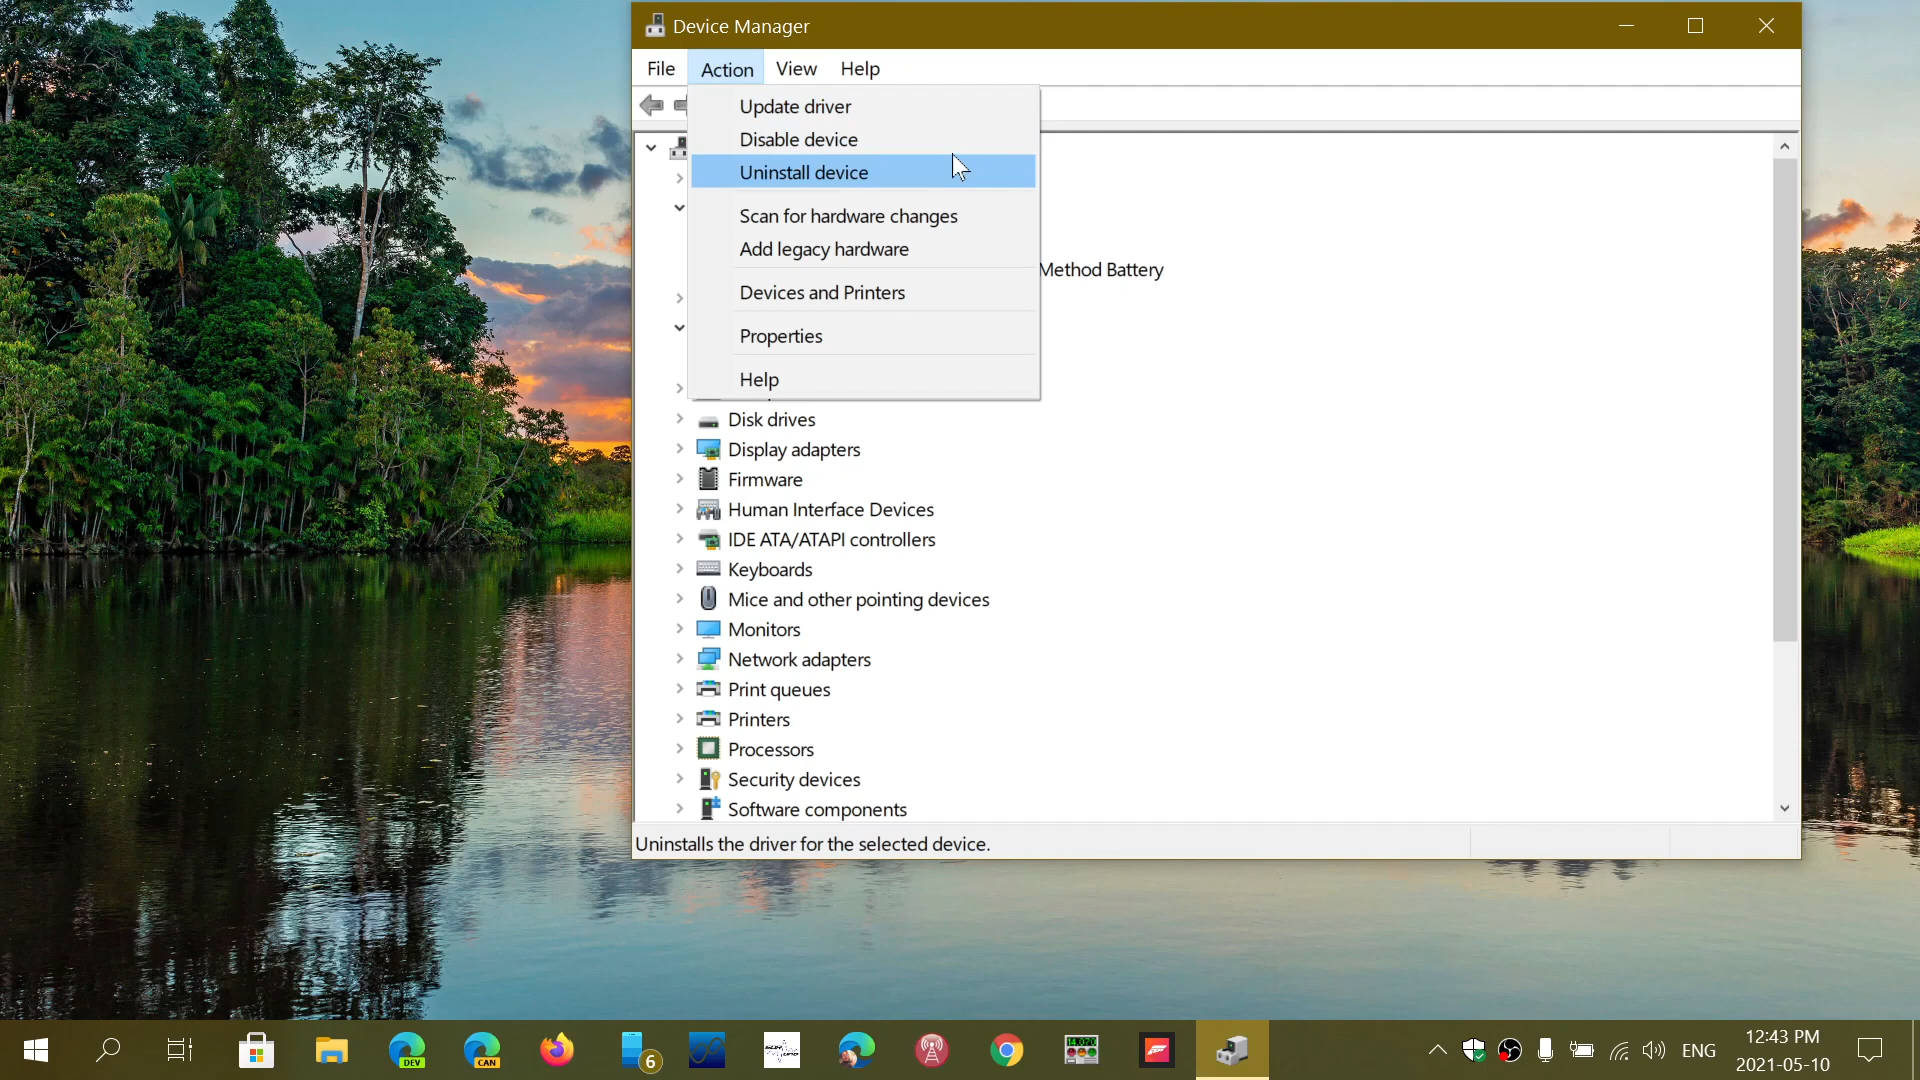 Device Manager
File Action View Help
Update driver
Disable device
Uninstall device
Scan for hardware changes
Add legacy hardware
Method Battery
Devices and Printers
Properties
Help
Disk drives
Display adapters
Firmware
Human Interface Devices
IDE ATA/ATAPI controllers
Keyboards
Mice and other pointing devices
Monitors
Network adapters
Print queues
Printers
Processors
Security devices
Software components
Uninstalls the driver for the selected device.
DEV
CAN
6
14.070
ENG
12:43 PM
2021-05-10